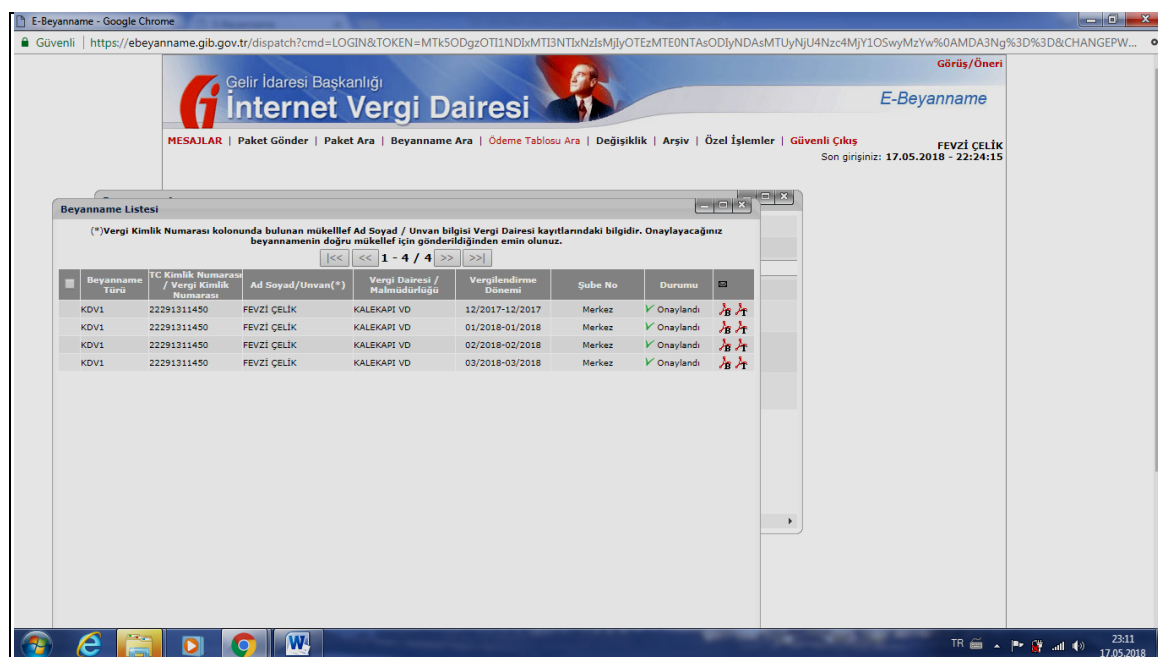 E-Beyanname - Google Chrome
Güvenli | https://ebeyanname.gib.gov.tr/dispatch?cmd=LOGIN&TOKEN=
Görüş/Öneri
Gelir İdaresi Başkanlığı
İnternet Vergi Dairesi
E-Beyanname
MESAJLAR | Paket Gönder | Paket Ara | Beyanname Ara | Ödeme Tablosu Ara | Değişiklik | Arşiv | Özel İşlemler | Güvenli Çıkış
FEVZİ ÇELİK
Son girişiniz: 17.05.2018 - 22:24:15
Beyanname Listesi
(*)Vergi Kimlik Numarası kolonunda bulunan mükelllef Ad Soyad / Unvan bilgisi Vergi Dairesi kayıtlarındaki bilgidir. Onaylayacağınız
beyannamenin doğru mükellef için gönderildiğinden emin olunuz.
|<< << 1 - 4 / 4 >> >>|
Beyanname Türü TC Kimlik Numarası / Vergi Kimlik Numarası Ad Soyad/Unvan(*) Vergi Dairesi / Malmüdürlüğü Vergilendirme Dönemi Şube No Durumu
KDV1 22291311450 FEVZİ ÇELİK KALEKAPI VD 12/2017-12/2017 Merkez Onaylandı B T
KDV1 22291311450 FEVZİ ÇELİK KALEKAPI VD 01/2018-01/2018 Merkez Onaylandı B T
KDV1 22291311450 FEVZİ ÇELİK KALEKAPI VD 02/2018-02/2018 Merkez Onaylandı B T
KDV1 22291311450 FEVZİ ÇELİK KALEKAPI VD 03/2018-03/2018 Merkez Onaylandı B T
TR 23:11
17.05.2018